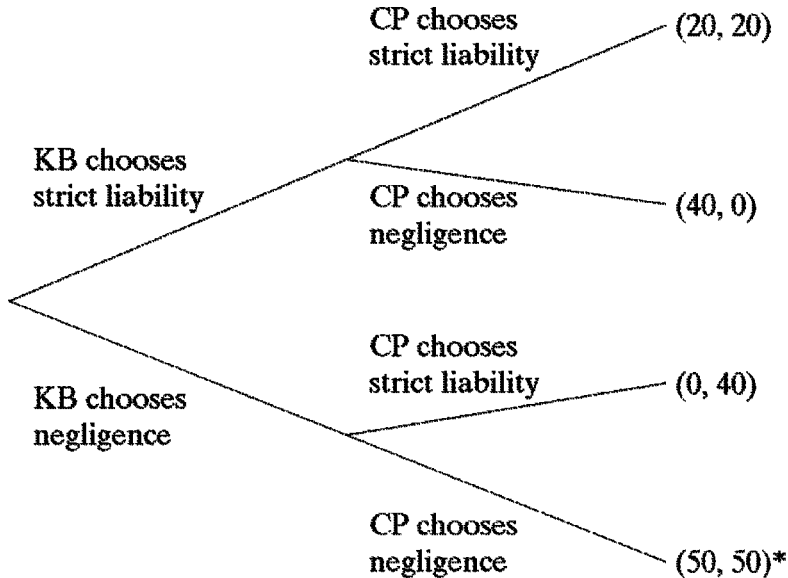 CP chooses
strict liability
(20, 20)
KB chooses
strict liability
CP chooses
negligence
(40, 0)
CP chooses
strict liability
(0, 40)
KB chooses
negligence
CP chooses
negligence
(50, 50)*